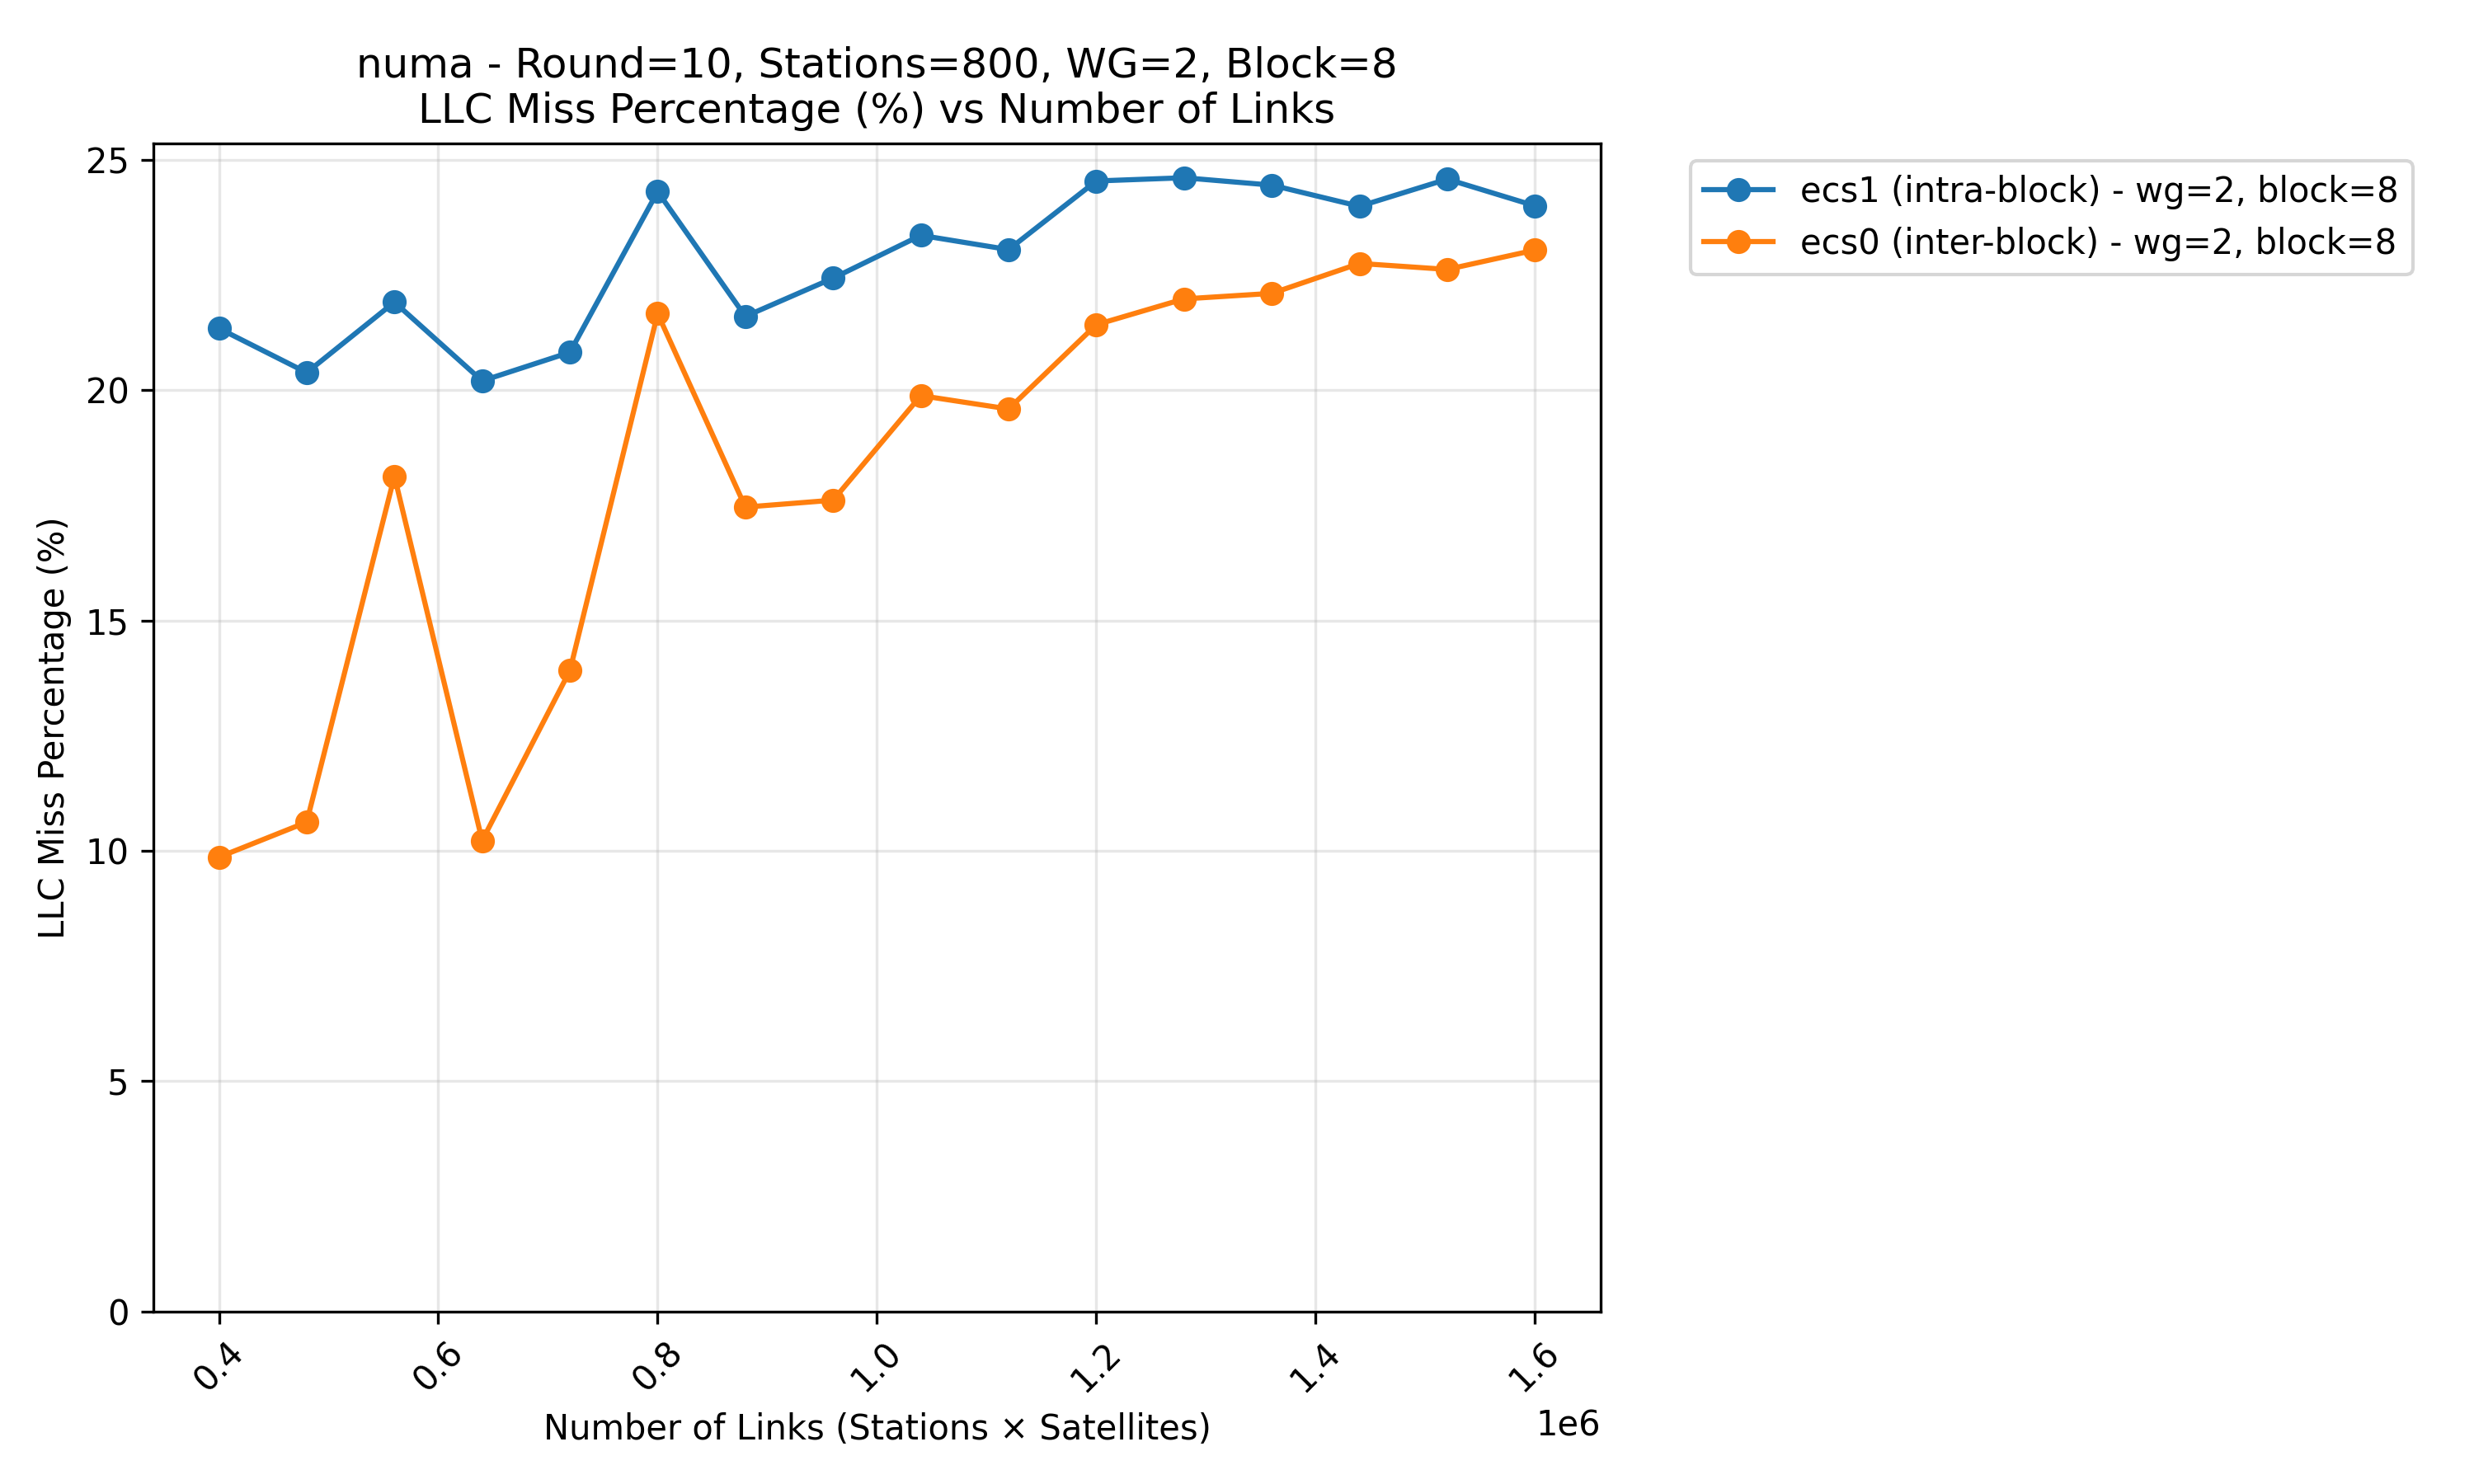 numa - Round=10, Stations=800, WG=2, Block=8
LLC Miss Percentage (%) vs Number of Links
ecs1 (intra-block) - wg=2, block=8
ecs0 (inter-block) - wg=2, block=8
LLC Miss Percentage (%)
25
20
15
10
5
0
0.4
0.6
0.8
1.0
1.2
1.4
1.6
1e6
Number of Links (Stations × Satellites)